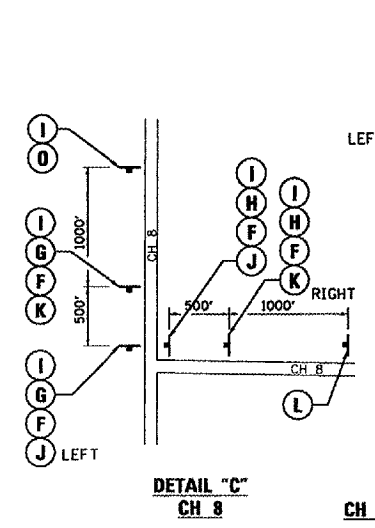 I
O
LEF
1000'
CH 8
I
G
F
K
500'
I
H
F
J
I
H
F
K
RIGHT
500'
1000'
CH 8
L
I
G
F
J LEFT
DETAIL "C"
CH 8
CH